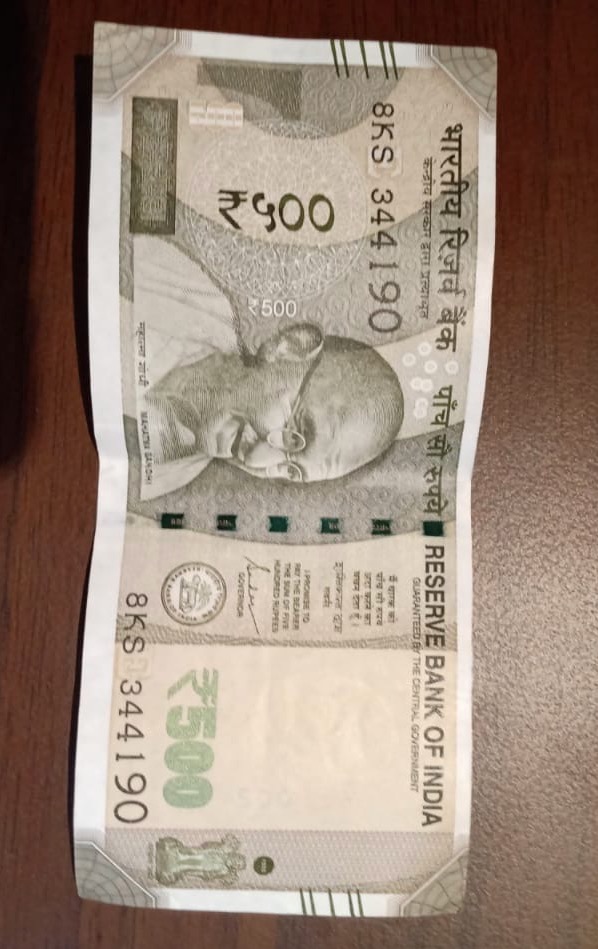 भारतीय रिज़र्व बैंक पाँच सौ रुपये RESERVE BANK OF INDIA
केन्द्रीय सरकार द्वारा प्रत्याभूत GUARANTEED BY THE CENTRAL GOVERNMENT
8KS 344190
₹५००
₹500
मैं धारक को
पाँच सौ रुपये
अदा करने का
वचन देता हूँ ।
I PROMISE TO
PAY THE BEARER
THE SUM OF FIVE
HUNDRED RUPEES
GOVERNOR
₹500
महात्मा गांधी MAHATMA GANDHI
8KS 344190